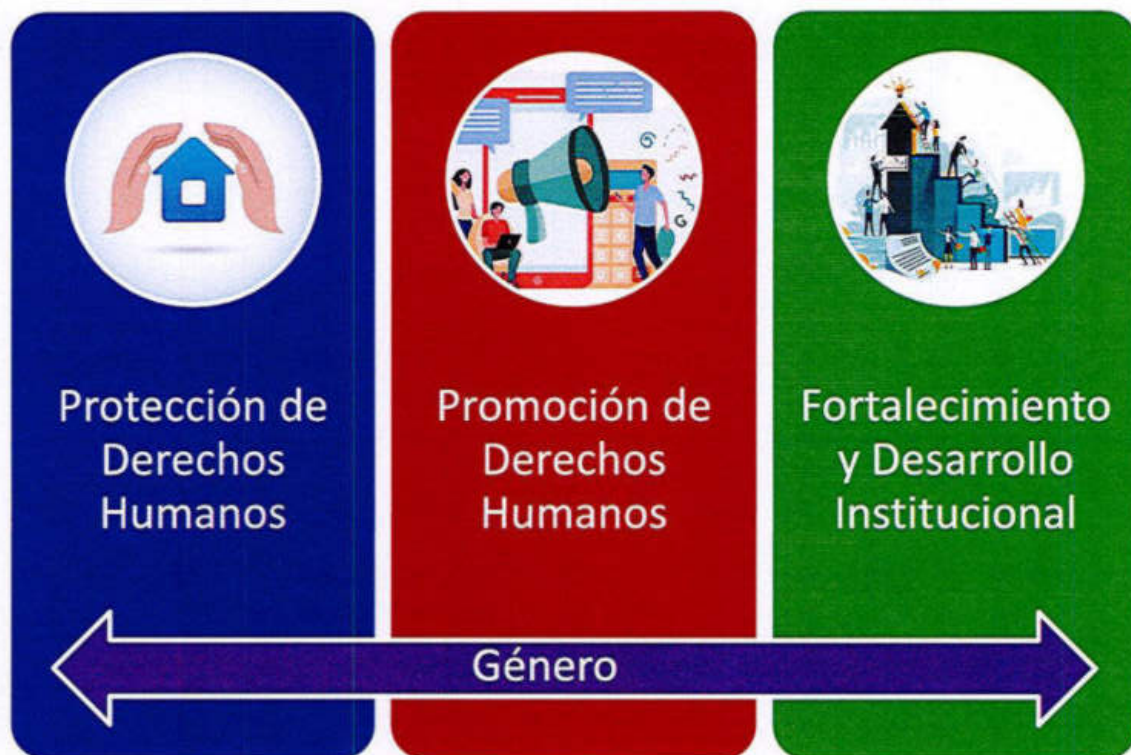 Protección de
Derechos
Humanos
Promoción de
Derechos
Humanos
Fortalecimiento
y Desarrollo
Institucional
Género